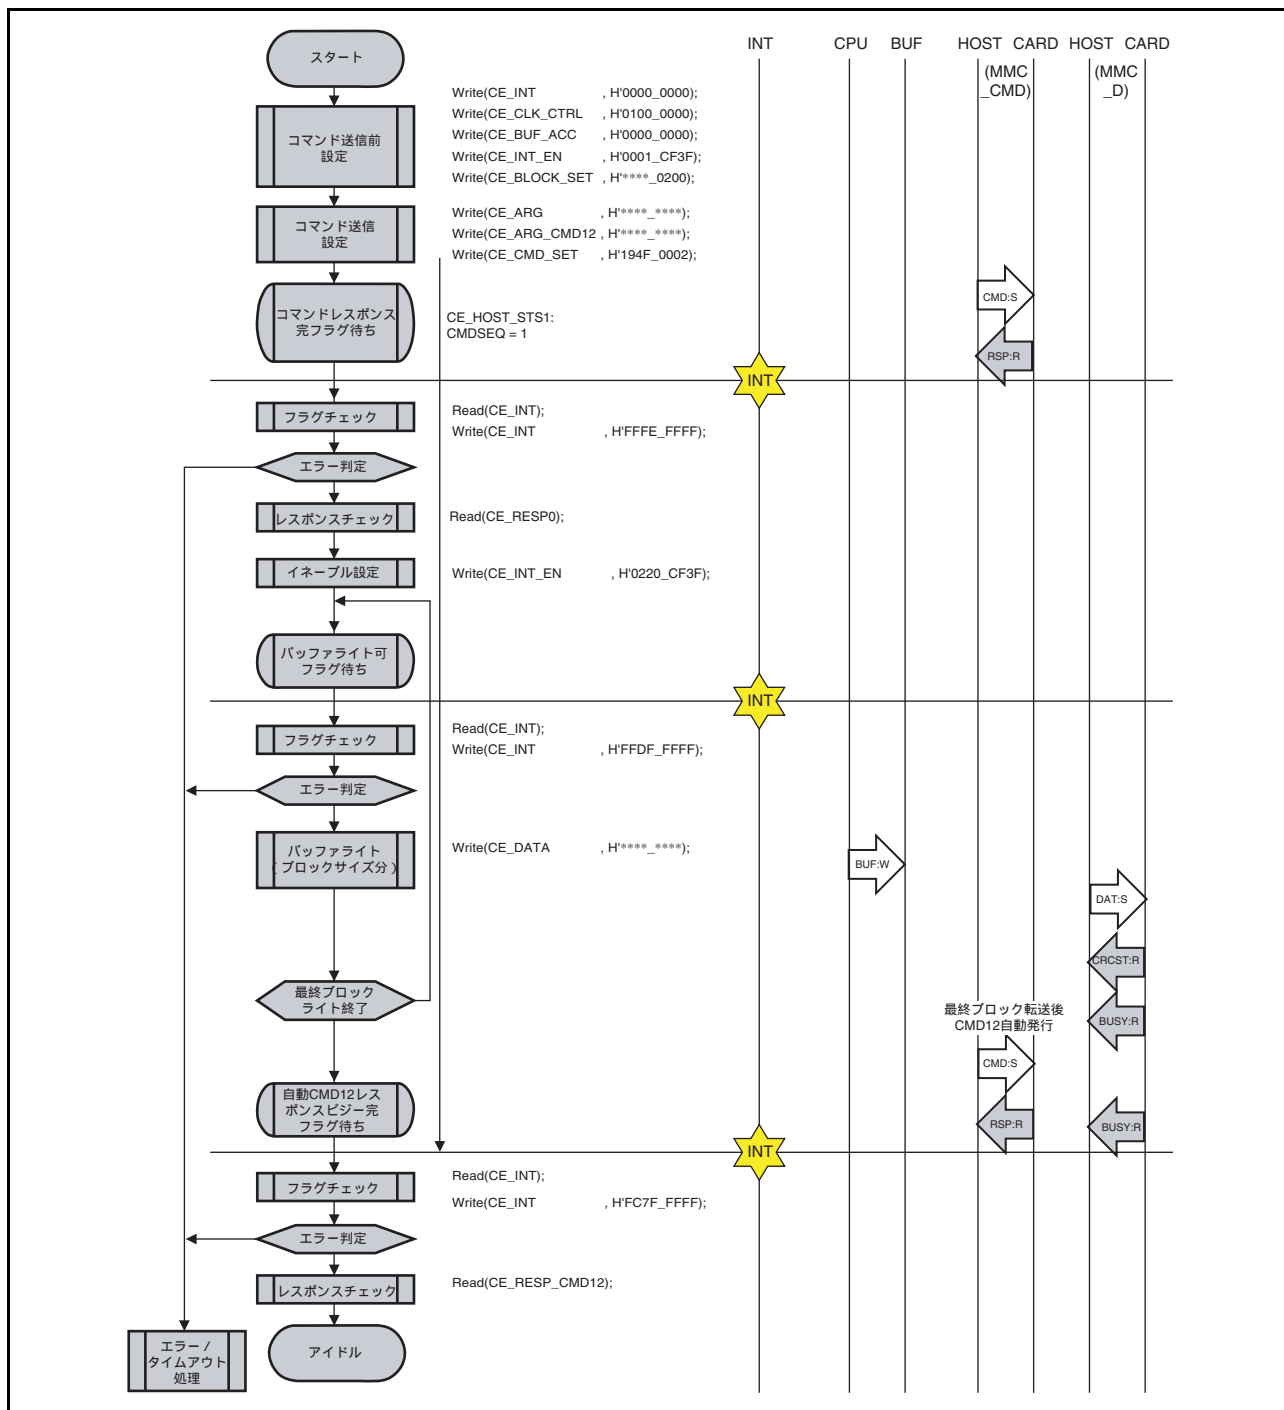 スタート
INT CPU BUF HOST CARD HOST CARD
(MMC
_CMD)
(MMC
_D)
コマンド送信前
設定
Write(CE_INT , H'0000_0000);
Write(CE_CLK_CTRL , H'0100_0000);
Write(CE_BUF_ACC , H'0000_0000);
Write(CE_INT_EN , H'0001_CF3F);
Write(CE_BLOCK_SET , H'****_0200);
コマンド送信
設定
Write(CE_ARG , H'****_****);
Write(CE_ARG_CMD12 , H'****_****);
Write(CE_CMD_SET , H'194F_0002);
コマンドレスポンス
完フラグ待ち
CE_HOST_STS1:
CMDSEQ = 1
CMD:S
RSP:R
INT
フラグチェック
Read(CE_INT);
Write(CE_INT , H'FFFE_FFFF);
エラー判定
レスポンスチェック
Read(CE_RESP0);
イネーブル設定
Write(CE_INT_EN , H'0220_CF3F);
バッファライト可
フラグ待ち
INT
フラグチェック
Read(CE_INT);
Write(CE_INT , H'FFDF_FFFF);
エラー判定
バッファライト
(ブロックサイズ分)
Write(CE_DATA , H'****_****);
BUF:W
DAT:S
CRCST:R
最終ブロック
ライト終了
最終ブロック転送後
CMD12自動発行
BUSY:R
CMD:S
自動CMD12レス
ポンスビジー完
フラグ待ち
RSP:R
BUSY:R
INT
フラグチェック
Read(CE_INT);
Write(CE_INT , H'FC7F_FFFF);
エラー判定
レスポンスチェック
Read(CE_RESP_CMD12);
エラー /
タイムアウト
処理
アイドル